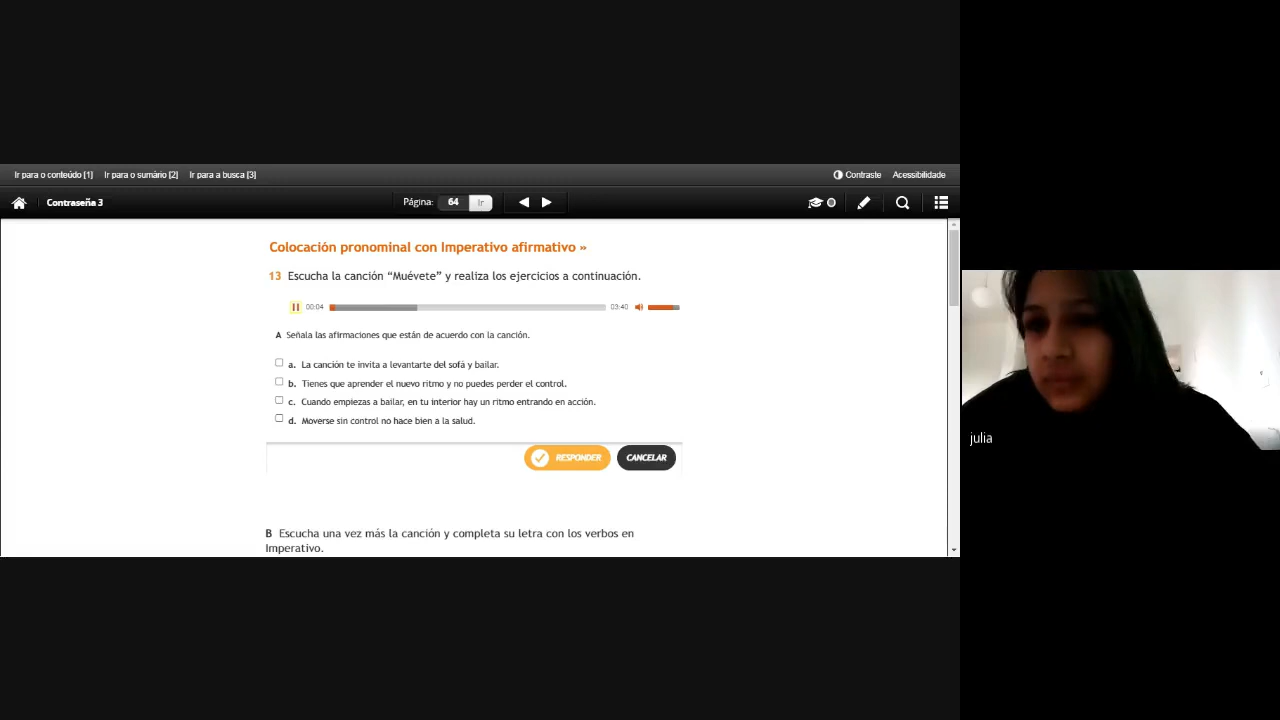 Ir para o conteúdo [1] Ir para o sumário [2] Ir para a busca [3] Contraste Acessibilidade
Contraseña 3 Página: 64 Ir
Colocación pronominal con Imperativo afirmativo »
13 Escucha la canción “Muévete” y realiza los ejercicios a continuación.
00:04 03:40
A Señala las afirmaciones que están de acuerdo con la canción.
a. La canción te invita a levantarte del sofá y bailar.
b. Tienes que aprender el nuevo ritmo y no puedes perder el control.
c. Cuando empiezas a bailar, en tu interior hay un ritmo entrando en acción.
d. Moverse sin control no hace bien a la salud.
RESPONDER CANCELAR
B Escucha una vez más la canción y completa su letra con los verbos en
Imperativo.
julia